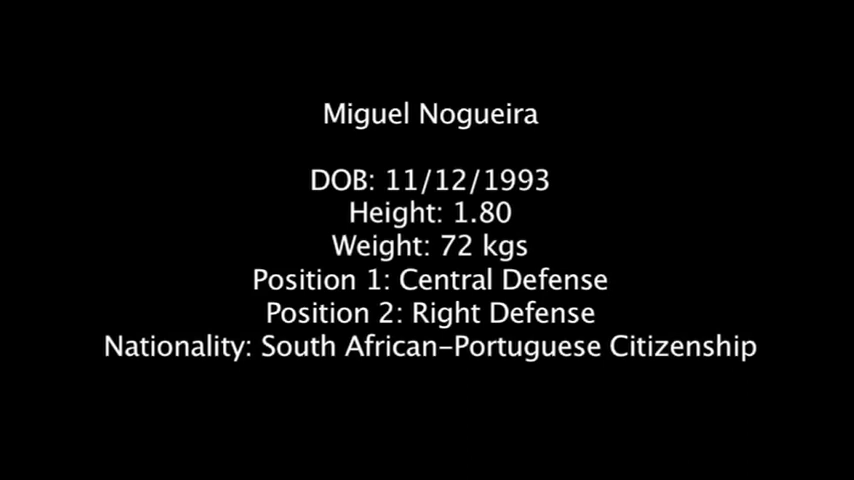 Miguel Nogueira
DOB: 11/12/1993
Height: 1.80
Weight: 72 kgs
Position 1: Central Defense
Position 2: Right Defense
Nationality: South African-Portuguese Citizenship